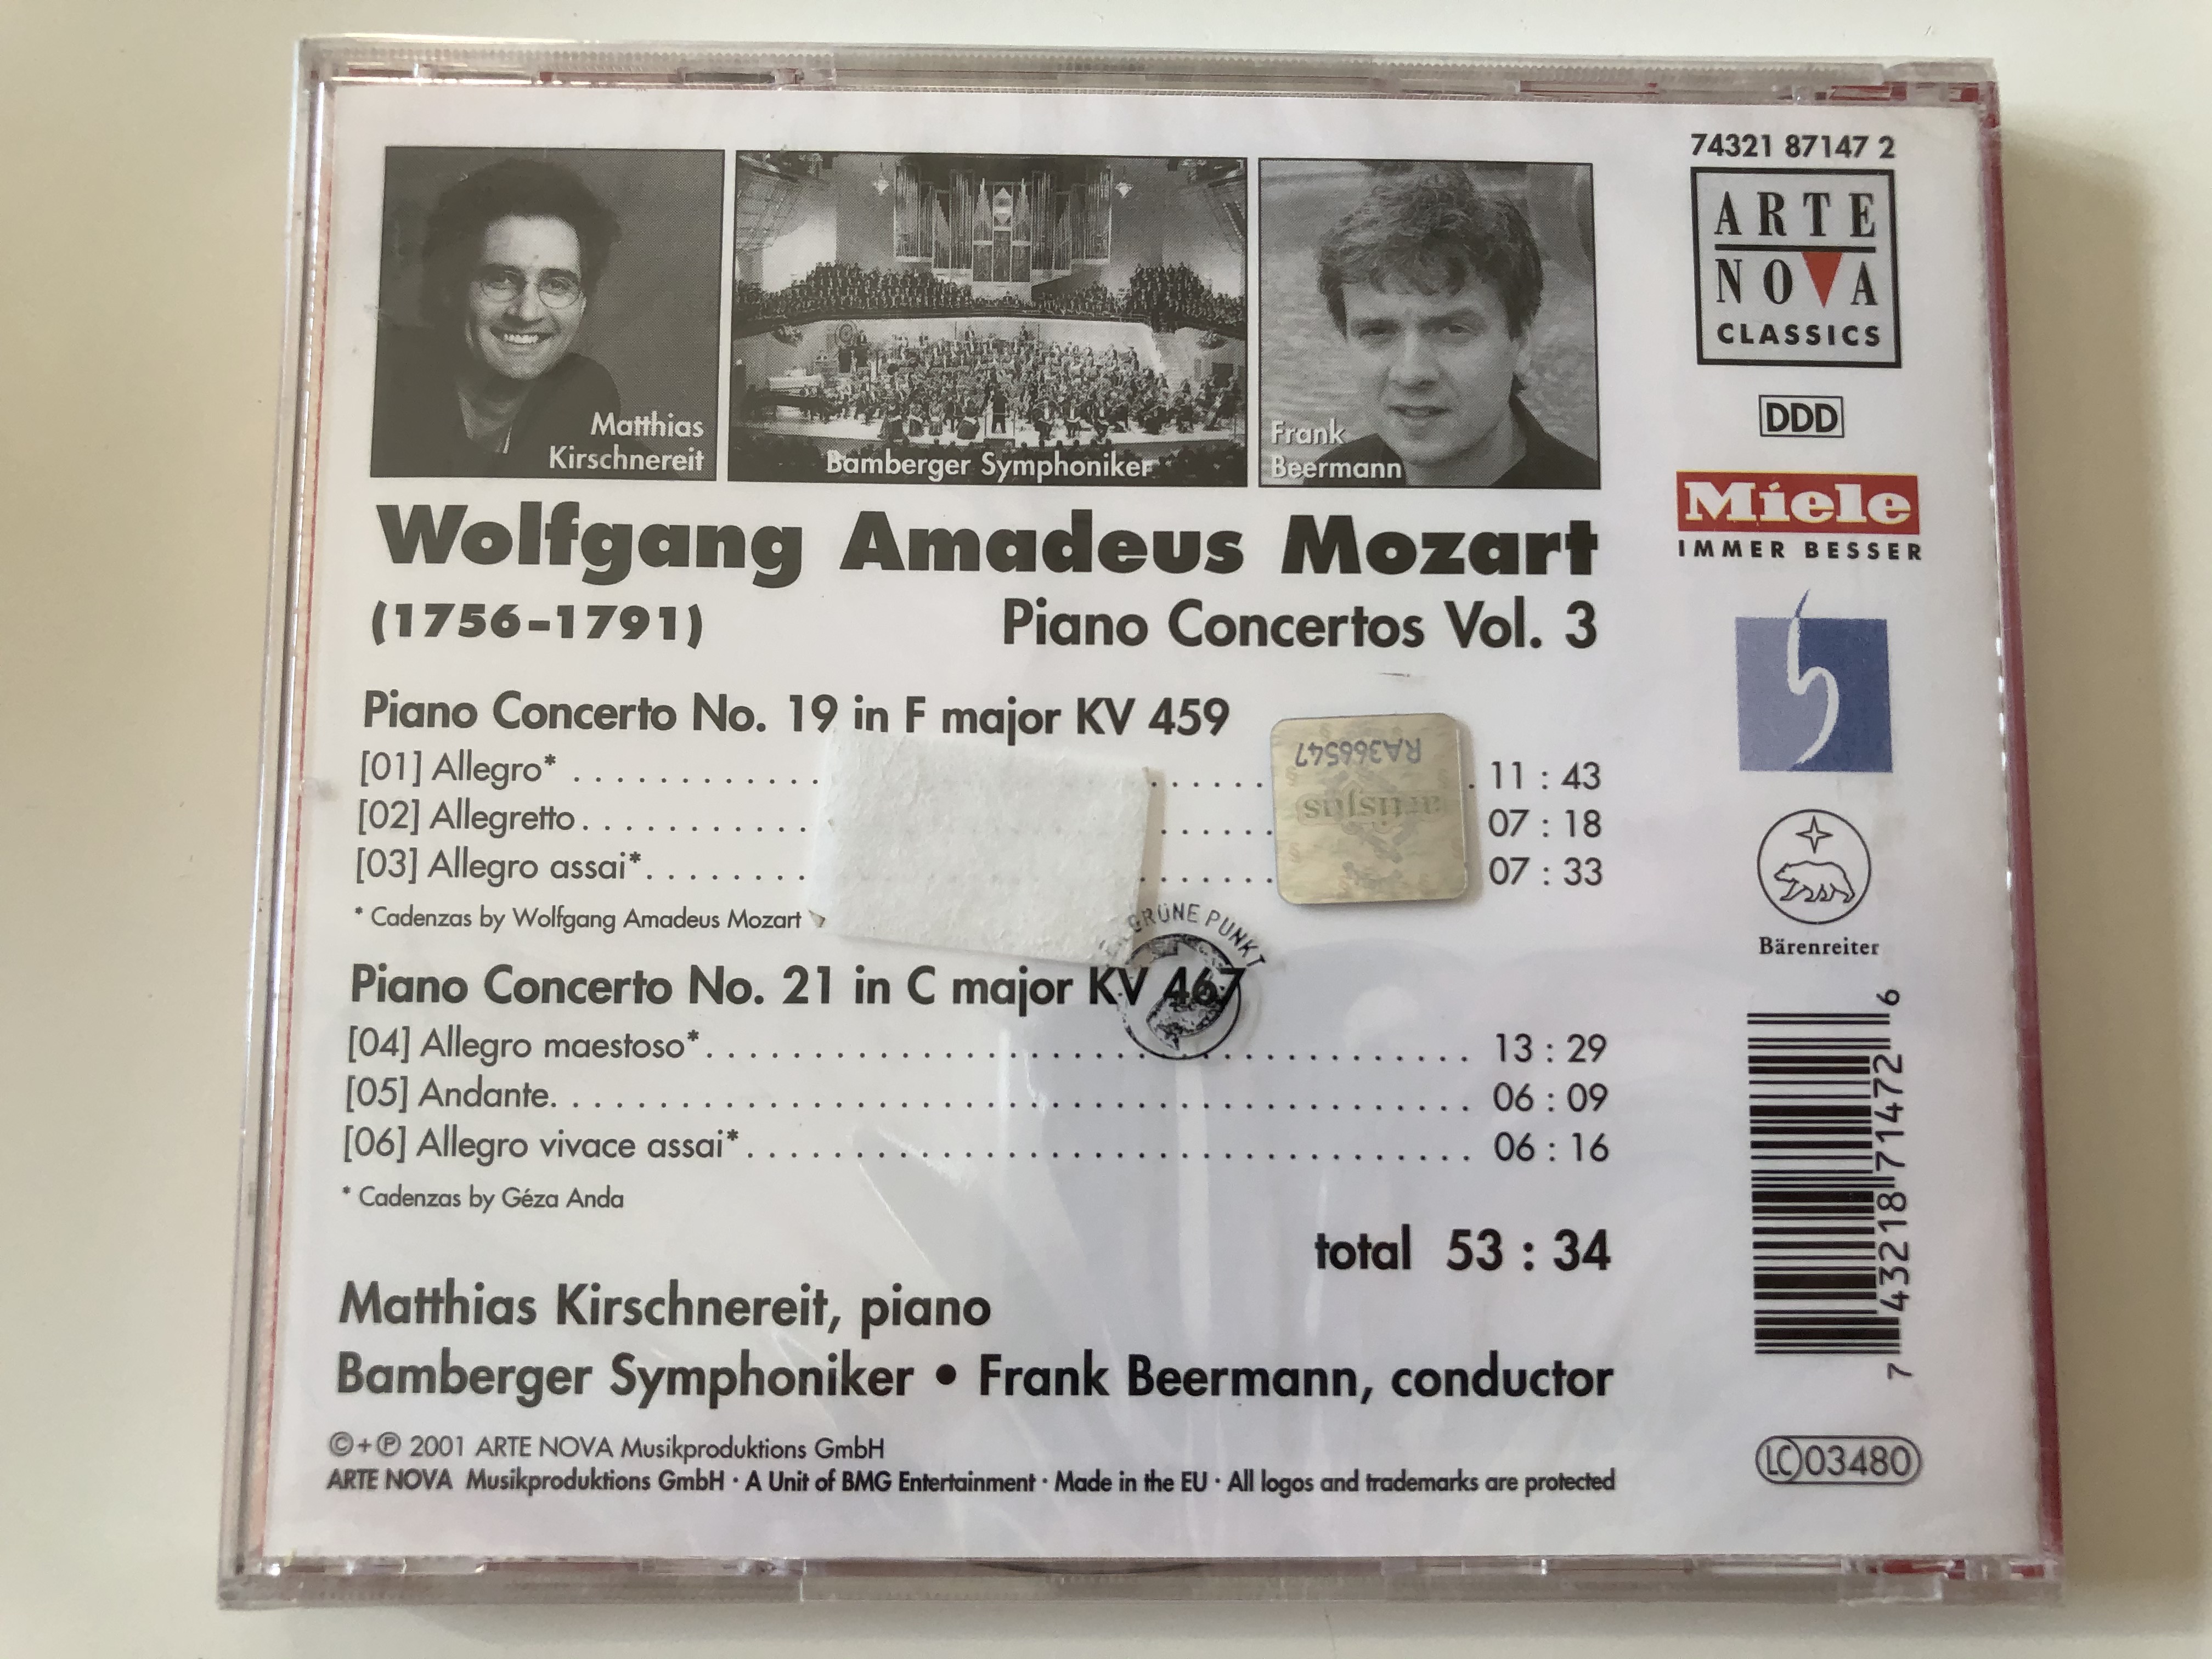 Matthias
Kirschnereit
Bamberger Symphoniker
Frank
Beermann
Wolfgang Amadeus Mozart
(1756-1791) Piano Concertos Vol. 3
Piano Concerto No. 19 in F major KV 459
[01] Allegro* 11 : 43
[02] Allegretto 07 : 18
[03] Allegro assai* 07 : 33
* Cadenzas by Wolfgang Amadeus Mozart
RA366547
artisjus
GRÜNE PUNKT
Piano Concerto No. 21 in C major KV 467
[04] Allegro maestoso* 13 : 29
[05] Andante 06 : 09
[06] Allegro vivace assai* 06 : 16
* Cadenzas by Géza Anda
total 53 : 34
Matthias Kirschnereit, piano
Bamberger Symphoniker • Frank Beermann, conductor
©+℗ 2001 ARTE NOVA Musikproduktions GmbH
ARTE NOVA Musikproduktions GmbH · A Unit of BMG Entertainment · Made in the EU · All logos and trademarks are protected
74321 87147 2
ARTE
NOVA
CLASSICS
DDD
Miele
IMMER BESSER
Bärenreiter
7 43218 71472 6
LC 03480